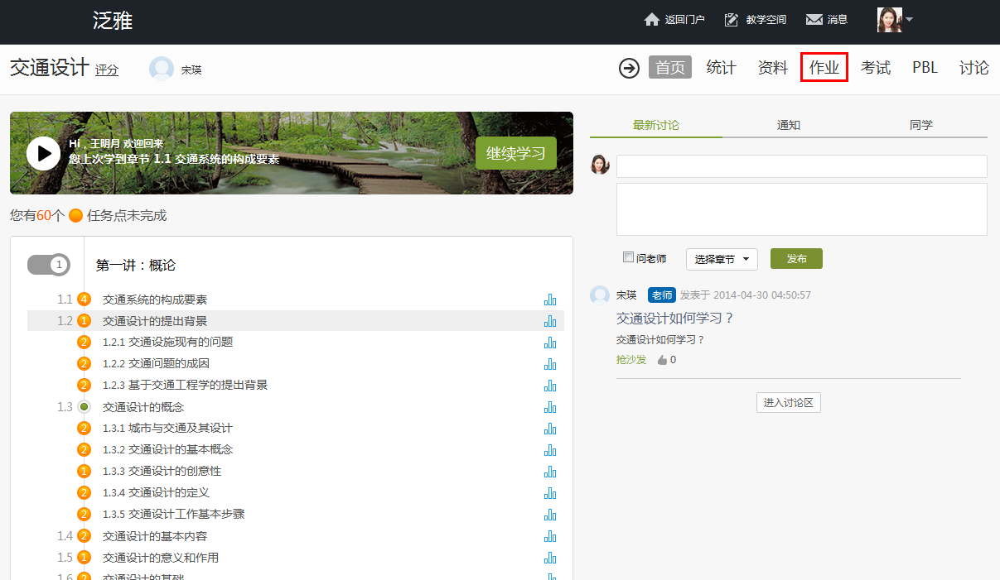 泛雅
返回门户 教学空间 消息
交通设计 评分 宋瑛
首页 统计 资料 作业 考试 PBL 讨论
Hi，王明月 欢迎回来
您上次学到章节 1.1 交通系统的构成要素
继续学习
您有60个 任务点未完成
1 第一讲：概论
1.1 4 交通系统的构成要素
1.2 1 交通设计的提出背景
2 1.2.1 交通设施现有的问题
2 1.2.2 交通问题的成因
2 1.2.3 基于交通工程学的提出背景
1.3 交通设计的概念
2 1.3.1 城市与交通及其设计
2 1.3.2 交通设计的基本概念
1 1.3.3 交通设计的创意性
2 1.3.4 交通设计的定义
2 1.3.5 交通设计工作基本步骤
1.4 2 交通设计的基本内容
1.5 1 交通设计的意义和作用
1.6 2 交通设计的基础
最新讨论 通知 同学
问老师 选择章节 发布
宋瑛 老师 发表于 2014-04-30 04:50:57
交通设计如何学习？
交通设计如何学习？
抢沙发 0
进入讨论区